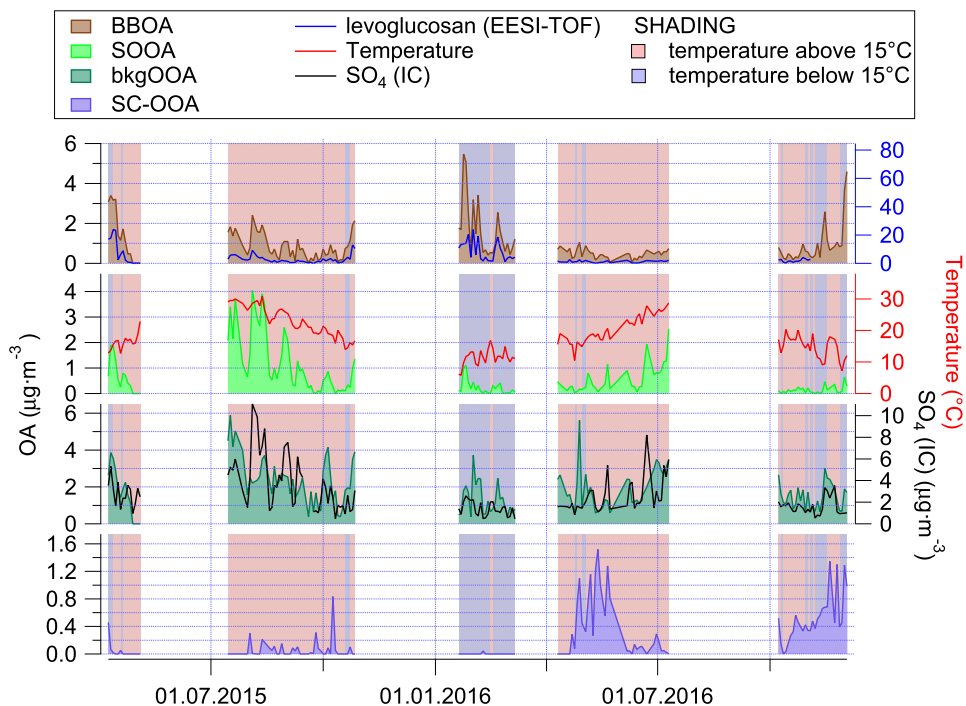 BBOA
SOOA
bkgOOA
SC-OOA
levoglucosan (EESI-TOF)
Temperature
SO4 (IC)
SHADING
temperature above 15°C
temperature below 15°C
6
4
2
0
80
60
40
20
0
4
3
2
1
0
30
20
10
0
Temperature (°C)
OA (µg·m-3)
6
4
2
0
10
8
6
4
2
0
SO4 (IC) (µg·m-3)
1.6
1.2
0.8
0.4
0.0
01.07.2015
01.01.2016
01.07.2016